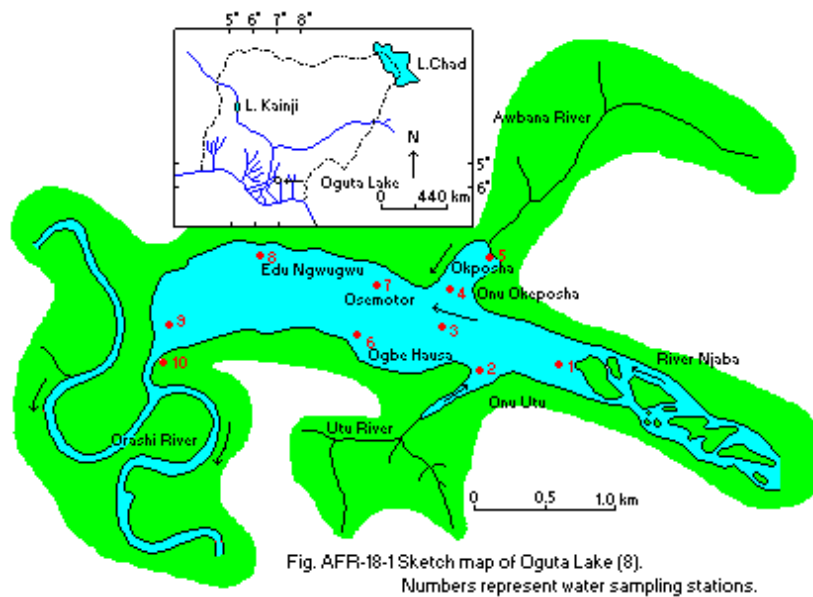 5° 6° 7° 8°
L.Chad
L. Kainji
N
5°
6°
Oguta Lake
0 440 km
Awbana River
5
8
Edu Ngwugwu
Okposha
7
4
Onu Okeposha
Osemotor
9
3
6
Ogbe Hausa
10
2
1
River Njaba
Onu Utu
Orashi River
Utu River
0 0.5 1.0 km
Fig. AFR-18-1 Sketch map of Oguta Lake (8).
Numbers represent water sampling stations.